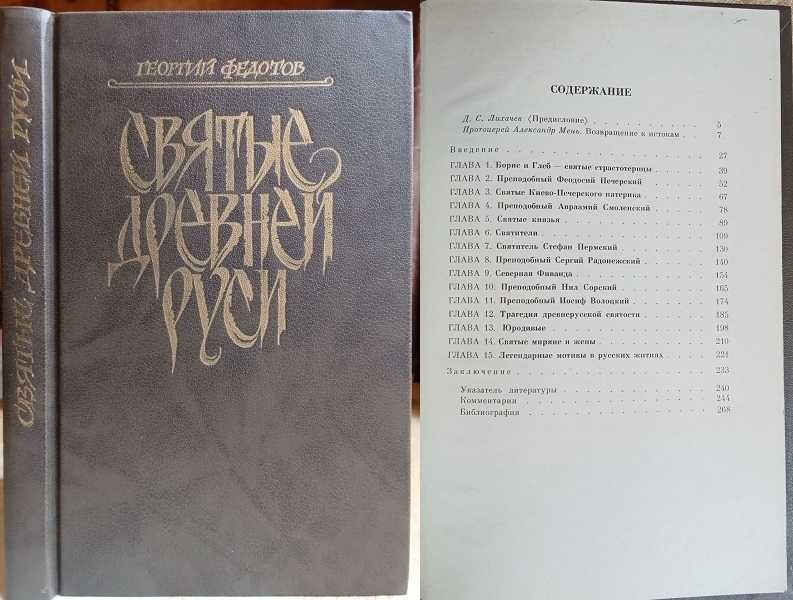 СВЯТЫЕ ДРЕВНЕЙ РУСИ
ГЕОРГИЙ ФЕДОТОВ
СВЯТЫЕ
ДРЕВНЕЙ
РУСИ
СОДЕРЖАНИЕ
Д. С. Лихачев (Предисловие) . . . . . . . . . . 5
Протоиерей Александр Мень. Возвращение к истокам . . 7
Введение . . . . . . . . . . 27
ГЛАВА 1. Борис и Глеб — святые страстотерпцы . . . . 39
ГЛАВА 2. Преподобный Феодосий Печерский . . . . 52
ГЛАВА 3. Святые Киево-Печерского патерика . . . . 67
ГЛАВА 4. Преподобный Авраамий Смоленский . . . . 78
ГЛАВА 5. Святые князья . . . . . . . . 89
ГЛАВА 6. Святители . . . . . . . . 109
ГЛАВА 7. Святитель Стефан Пермский . . . . . . 130
ГЛАВА 8. Преподобный Сергий Радонежский . . . . 140
ГЛАВА 9. Северная Фиваида . . . . . . . . 154
ГЛАВА 10. Преподобный Нил Сорский . . . . . . 165
ГЛАВА 11. Преподобный Иосиф Волоцкий . . . . . 174
ГЛАВА 12. Трагедия древнерусской святости . . . . 185
ГЛАВА 13. Юродивые . . . . . . . . 198
ГЛАВА 14. Святые миряне и жены . . . . . . 210
ГЛАВА 15. Легендарные мотивы в русских житиях . . . 221
Заключение . . . . . . . . . . 233
Указатель литературы . . . . . . . . 240
Комментарии . . . . . . . . . . 244
Библиография . . . . . . . . . . 268